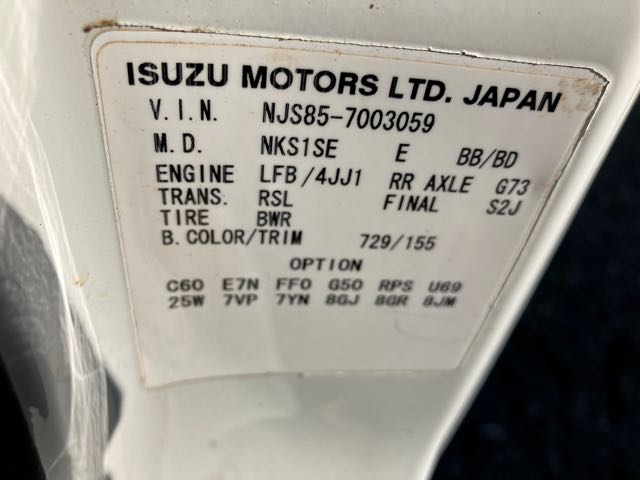 ISUZU MOTORS LTD. JAPAN
V.I.N. NJS85-7003059
M.D. NKS1SE E BB/BD
ENGINE LFB/4JJ1 RR AXLE G73
TRANS. RSL FINAL S2J
TIRE BWR
B.COLOR/TRIM 729/155
OPTION
C60 E7N FF0 G50 RPS U69
25W 7VP 7YN 8GJ 8GR 8JM